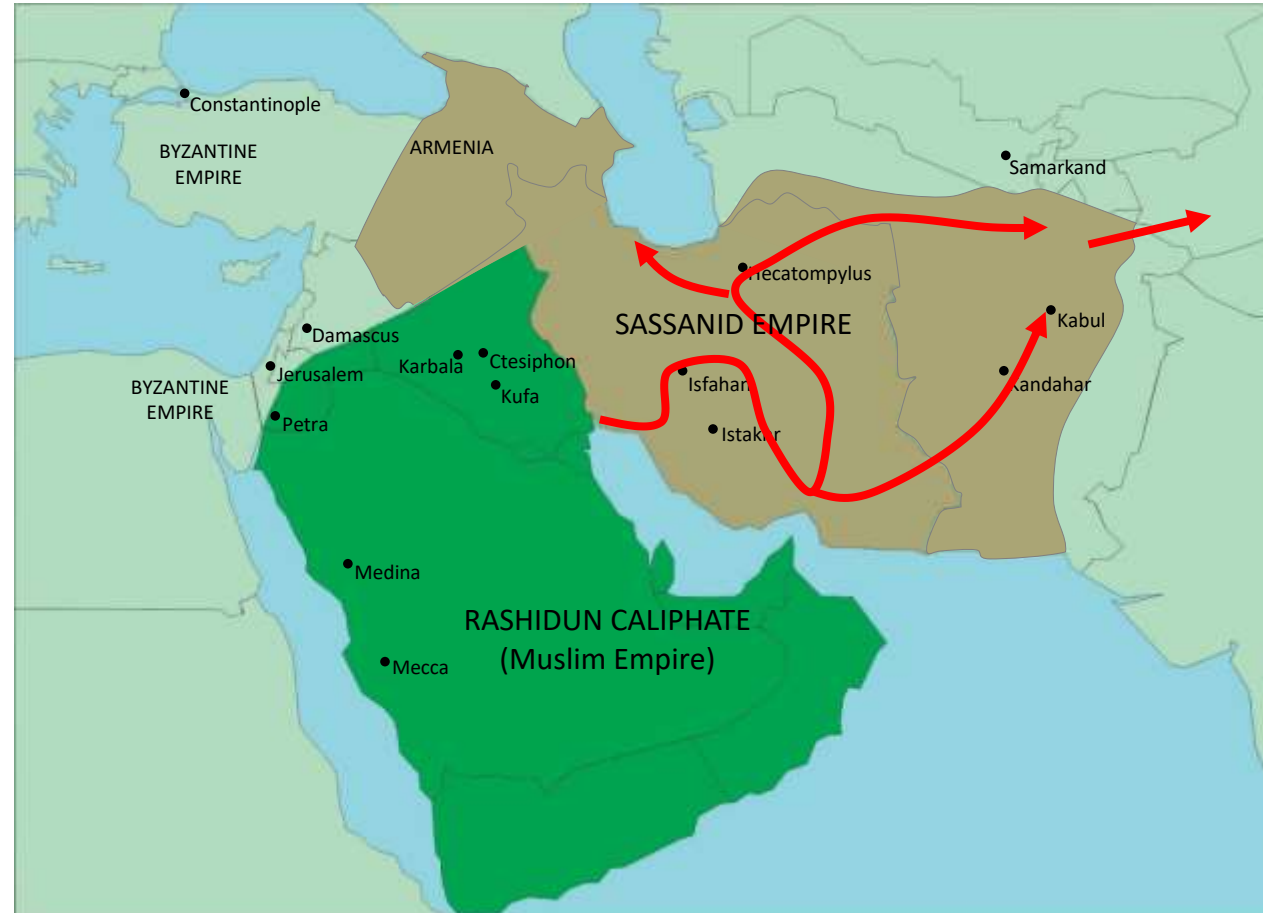 Constantinople
BYZANTINE
EMPIRE
ARMENIA
Samarkand
Hecatompylus
SASSANID EMPIRE
Kabul
Damascus
Karbala
Ctesiphon
Jerusalem
Isfahan
Kandahar
BYZANTINE
EMPIRE
Kufa
Petra
Istakhr
Medina
RASHIDUN CALIPHATE
(Muslim Empire)
Mecca